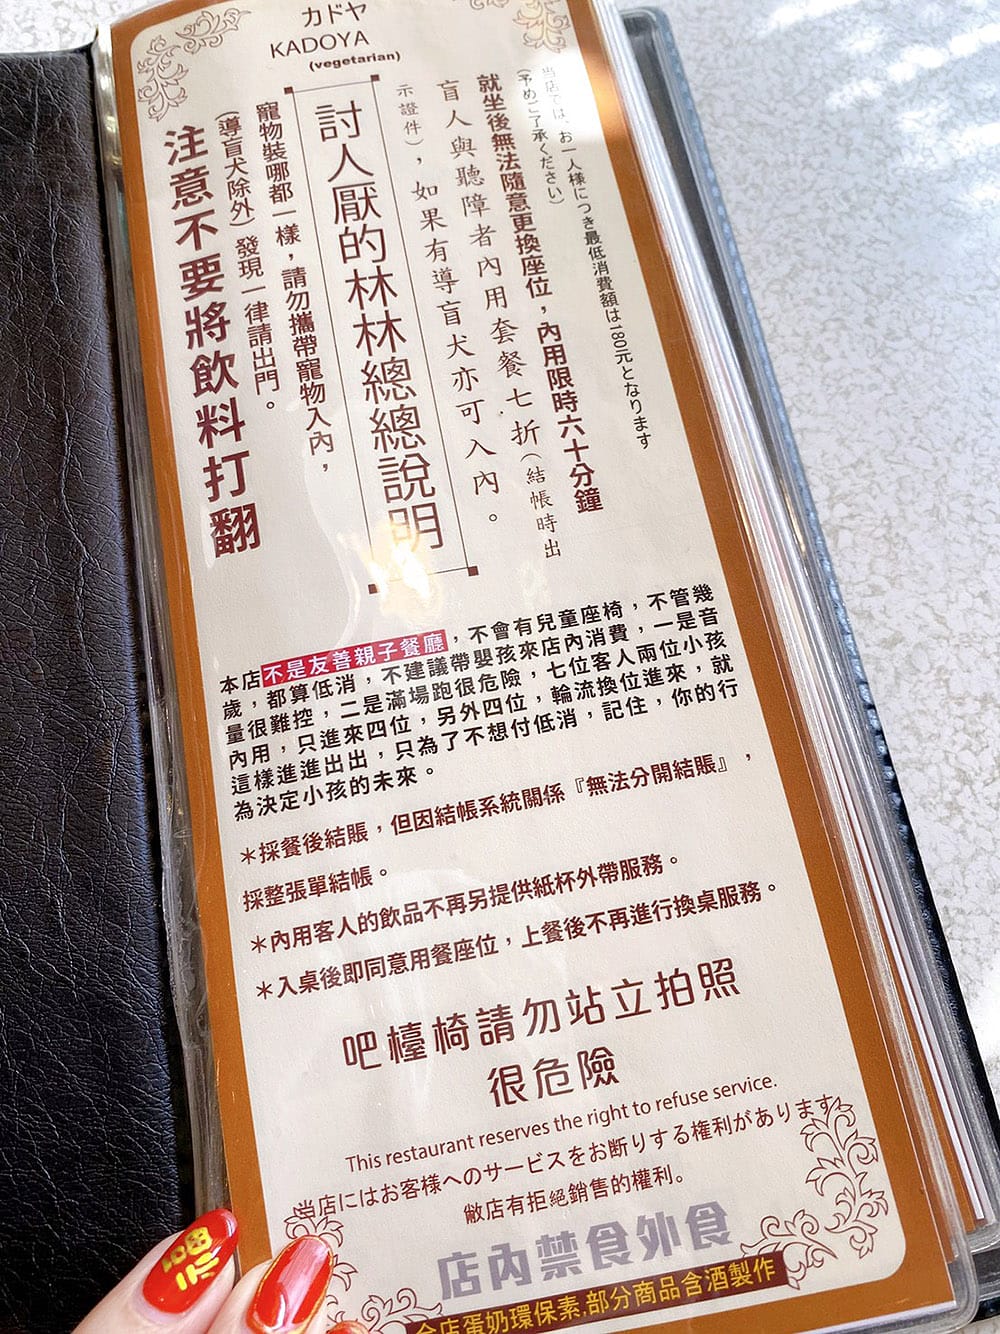 カドヤ
KADOYA
(vegetarian)
当店では、お一人様につき最低消費額は180元となります
(予めご了承ください)
就坐後無法隨意更換座位，內用限時六十分鐘
盲人與聽障者內用套餐七折(結帳時出
示證件)，如果有導盲犬亦可入內。
討人厭的林林總總說明
寵物裝哪都一樣，請勿攜帶寵物入內，
(導盲犬除外)發現一律請出門。
注意不要將飲料打翻
本店不是友善親子餐廳，不會有兒童座椅，不管幾
歲，都算低消，不建議帶嬰孩來店內消費，一是音
量很難控，二是滿場跑很危險，七位客人兩位小孩
內用，只進來四位，另外四位，輪流換位進來，就
這樣進進出出，只為了不想付低消，記住，你的行
為決定小孩的未來。
＊採餐後結賬，但因結帳系統關係『無法分開結賬』，
採整張單結帳。
＊內用客人的飲品不再另提供紙杯外帶服務。
＊入桌後即同意用餐座位，上餐後不再進行換桌服務。
吧檯椅請勿站立拍照
很危險
This restaurant reserves the right to refuse service.
当店にはお客様へのサービスをお断りする権利があります。
敝店有拒絕銷售的權利。
店內禁食外食
全店蛋奶環保素,部分商品含酒製作
福